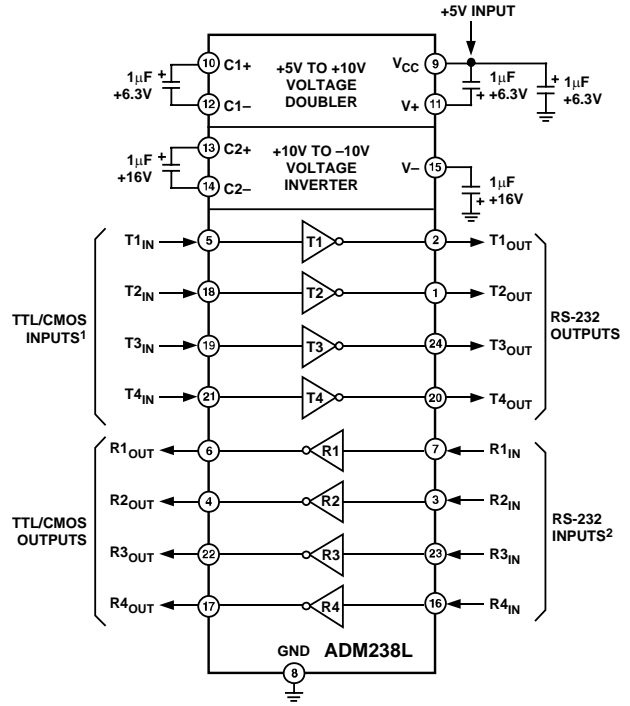 +5V INPUT
10 C1+ +5V TO +10V VOLTAGE DOUBLER VCC 9
1µF +6.3V + 12 C1– V+ 11 + 1µF +6.3V + 1µF +6.3V
13 C2+ +10V TO –10V VOLTAGE INVERTER V– 15
1µF +16V + 14 C2– + 1µF +16V
T1IN 5 T1 2 T1OUT
T2IN 18 T2 1 T2OUT
TTL/CMOS INPUTS1 RS-232 OUTPUTS
T3IN 19 T3 24 T3OUT
T4IN 21 T4 20 T4OUT
R1OUT 6 R1 7 R1IN
R2OUT 4 R2 3 R2IN
TTL/CMOS OUTPUTS RS-232 INPUTS2
R3OUT 22 R3 23 R3IN
R4OUT 17 R4 16 R4IN
GND ADM238L
8